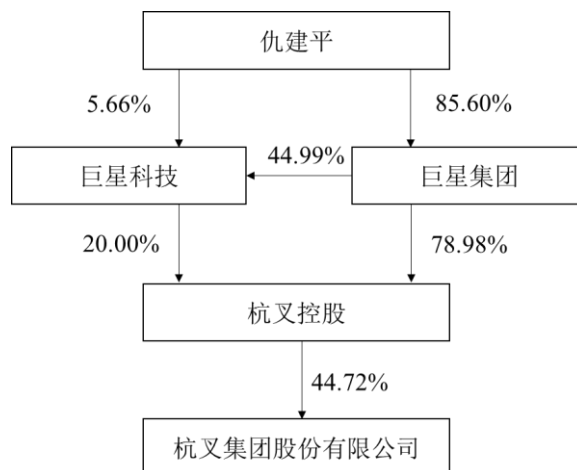 仇建平
5.66%
85.60%
44.99%
巨星科技
巨星集团
20.00%
78.98%
杭叉控股
44.72%
杭叉集团股份有限公司